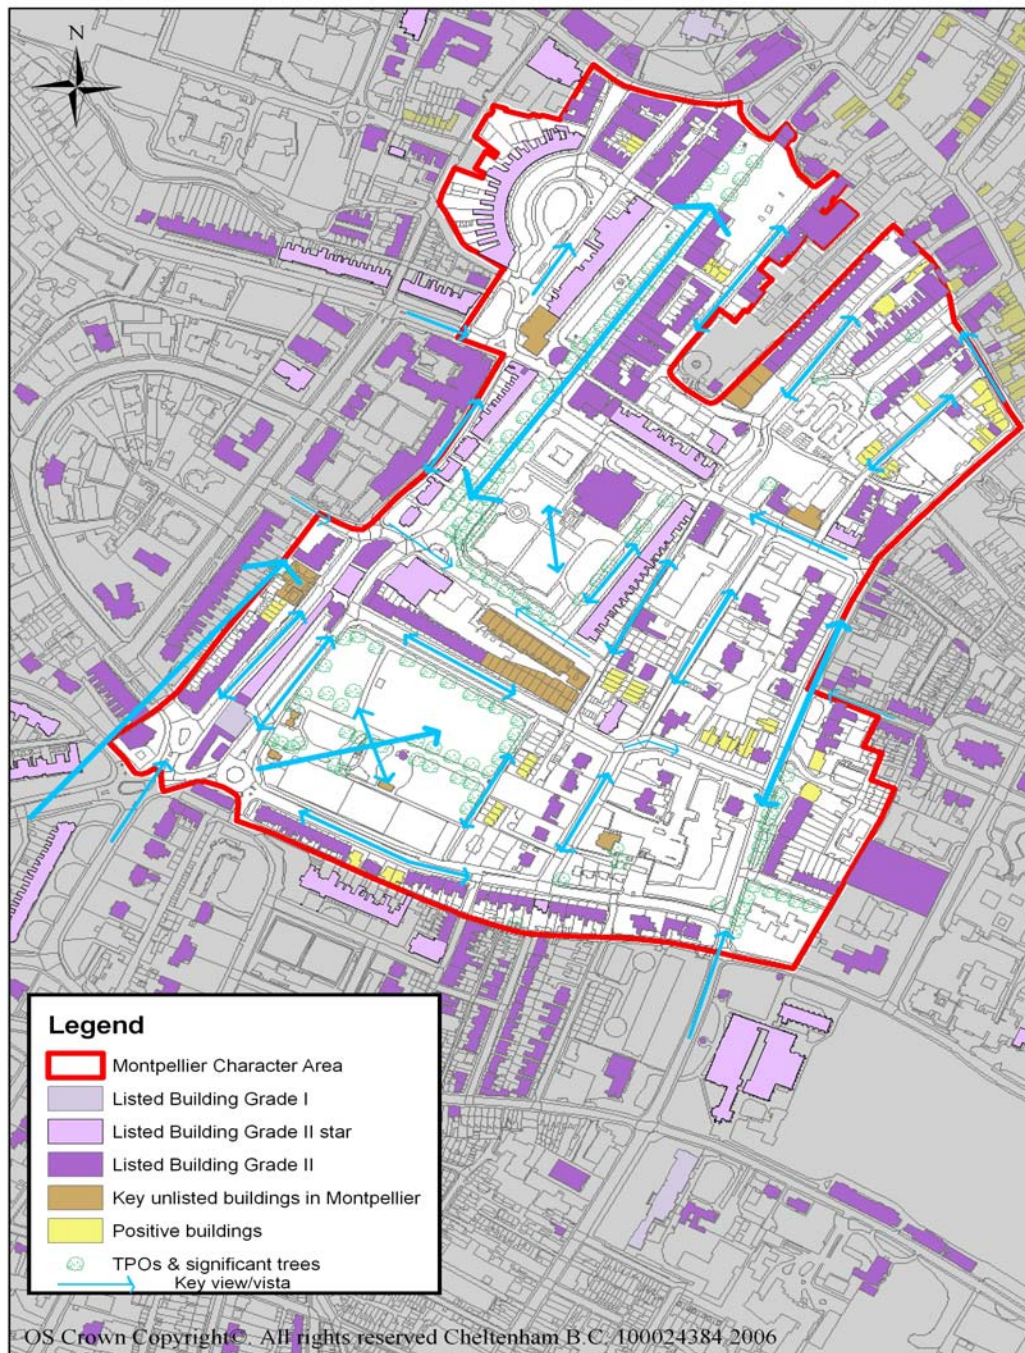 N
Legend
Montpellier Character Area
Listed Building Grade I
Listed Building Grade II star
Listed Building Grade II
Key unlisted buildings in Montpellier
Positive buildings
TPOs & significant trees
Key view/vista
OS Crown Copyright©. All rights reserved Cheltenham B.C. 100024384 2006